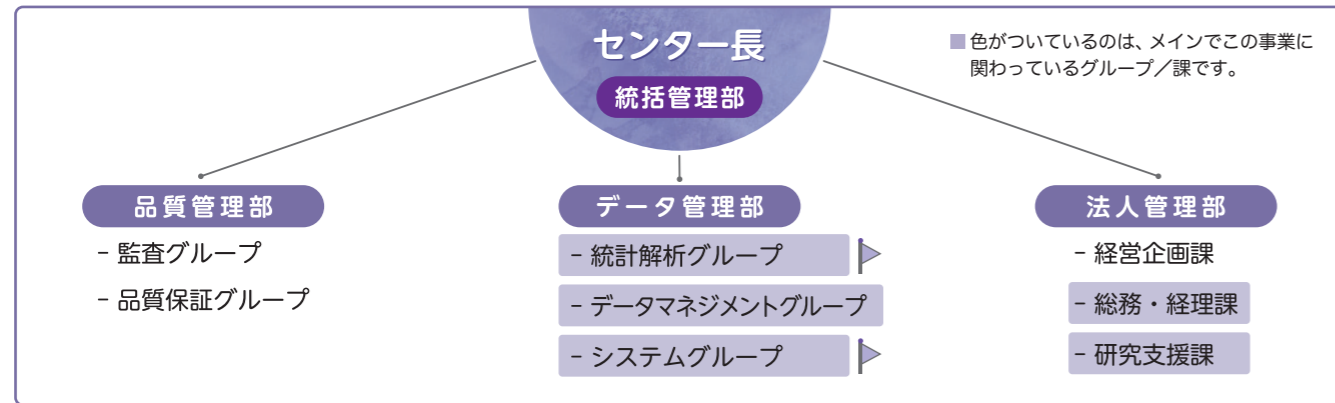 センター長
統括管理部
色がついているのは、メインでこの事業に
関わっているグループ／課です。
品質管理部
- 監査グループ
- 品質保証グループ
データ管理部
- 統計解析グループ
- データマネジメントグループ
- システムグループ
法人管理部
- 経営企画課
- 総務・経理課
- 研究支援課